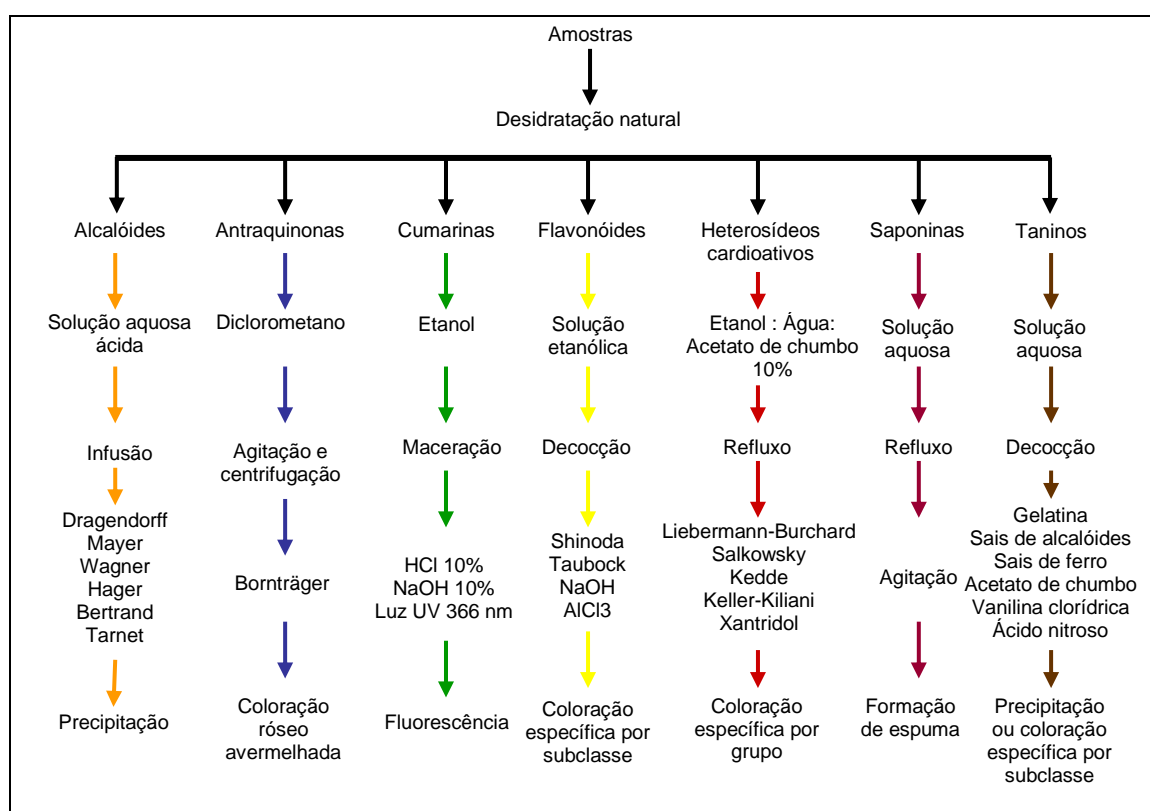 Amostras
Desidratação natural
Alcalóides
Antraquinonas
Cumarinas
Flavonóides
Heterosídeos
cardioativos
Saponinas
Taninos
Solução aquosa
ácida
Diclorometano
Etanol
Solução
etanólica
Etanol : Água:
Acetato de chumbo
10%
Solução
aquosa
Solução
aquosa
Infusão
Agitação e
centrifugação
Maceração
Decocção
Refluxo
Refluxo
Decocção
Dragendorff
Mayer
Wagner
Hager
Bertrand
Tarnet
Bornträger
HCl 10%
NaOH 10%
Luz UV 366 nm
Shinoda
Taubock
NaOH
AlCl3
Liebermann-Burchard
Salkowsky
Kedde
Keller-Kiliani
Xantridol
Agitação
Gelatina
Sais de alcalóides
Sais de ferro
Acetato de chumbo
Vanilina clorídrica
Ácido nitroso
Precipitação
Coloração
róseo
avermelhada
Fluorescência
Coloração
específica por
subclasse
Coloração
específica por
grupo
Formação
de espuma
Precipitação
ou coloração
específica por
subclasse